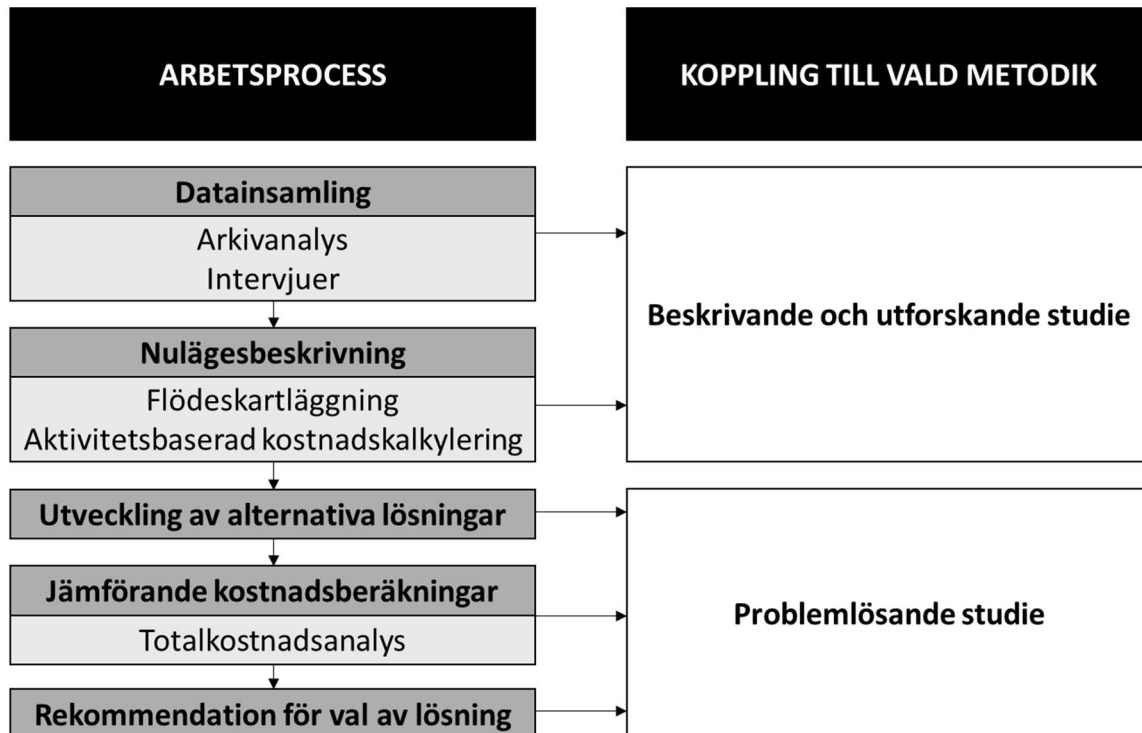 ARBETSPROCESS
KOPPLING TILL VALD METODIK
Datainsamling
Arkivanalys
Intervjuer
Nulägesbeskrivning
Flödeskartläggning
Aktivitetsbaserad kostnadskalkylering
Beskrivande och utforskande studie
Utveckling av alternativa lösningar
Jämförande kostnadsberäkningar
Totalkostnadsanalys
Rekommendation för val av lösning
Problemlösande studie